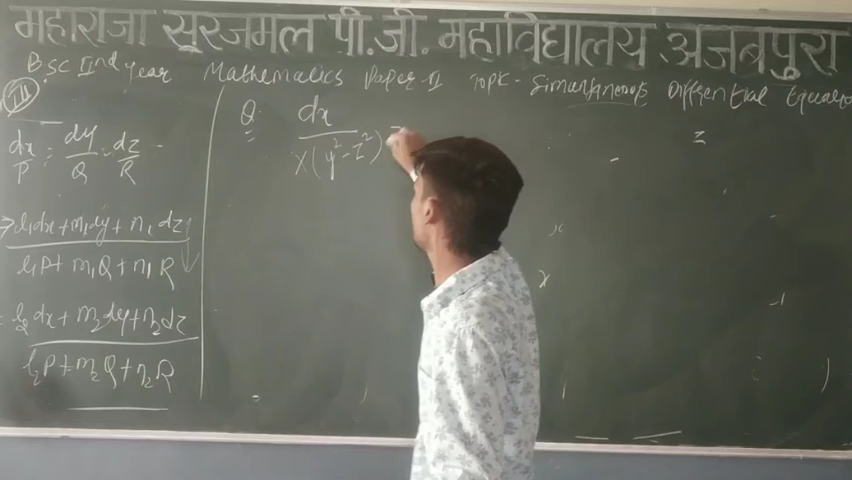 महाराजा सूरजमल पी.जी. महाविद्यालय अजबपुरा
B.Sc IInd year Mathematics Paper-II Topic - Simultaneous Differential Equation
dx/P = dy/Q = dz/R
l₁dx+m₁dy+n₁dz
l₁P+m₁Q+n₁R
l₂dx+m₂dy+n₂dz
l₂P+m₂Q+n₂R
Q. dx/x(y²-z²) =